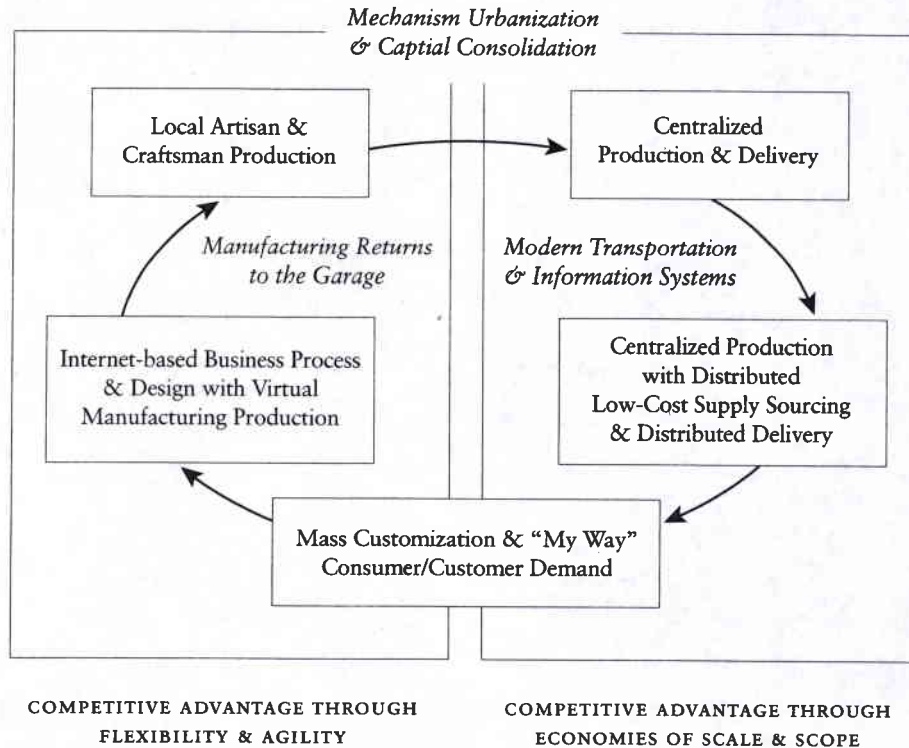 Mechanism Urbanization
& Captial Consolidation
Local Artisan &
Craftsman Production
Centralized
Production & Delivery
Manufacturing Returns
to the Garage
Modern Transportation
& Information Systems
Internet-based Business Process
& Design with Virtual
Manufacturing Production
Centralized Production
with Distributed
Low-Cost Supply Sourcing
& Distributed Delivery
Mass Customization & “My Way”
Consumer/Customer Demand
COMPETITIVE ADVANTAGE THROUGH
FLEXIBILITY & AGILITY
COMPETITIVE ADVANTAGE THROUGH
ECONOMIES OF SCALE & SCOPE